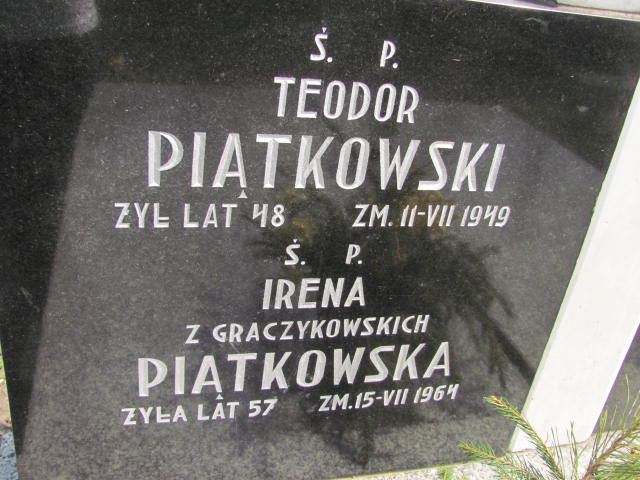 Ś. P.
TEODOR
PIĄTKOWSKI
ŻYŁ LAT 48 ZM. 11-VII 1949
Ś. P.
IRENA
Z GRACZYKOWSKICH
PIĄTKOWSKA
ŻYŁA LAT 57 ZM. 15-VII 1964